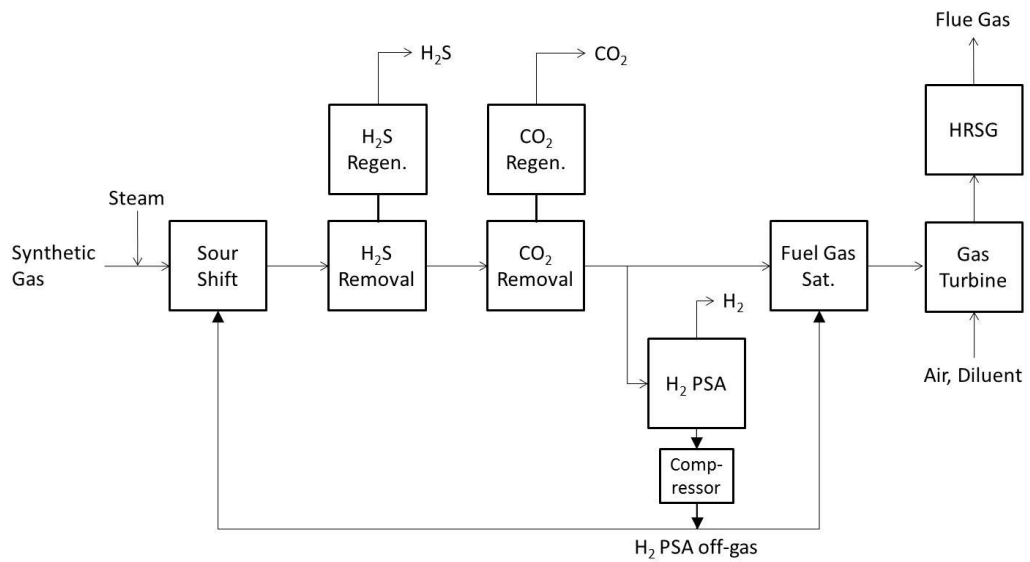 Flue Gas
H₂S
CO₂
H₂S
Regen.
CO₂
Regen.
HRSG
Steam
Synthetic
Gas
Sour
Shift
H₂S
Removal
CO₂
Removal
Fuel Gas
Sat.
Gas
Turbine
H₂
H₂ PSA
Air, Diluent
Comp-
ressor
H₂ PSA off-gas